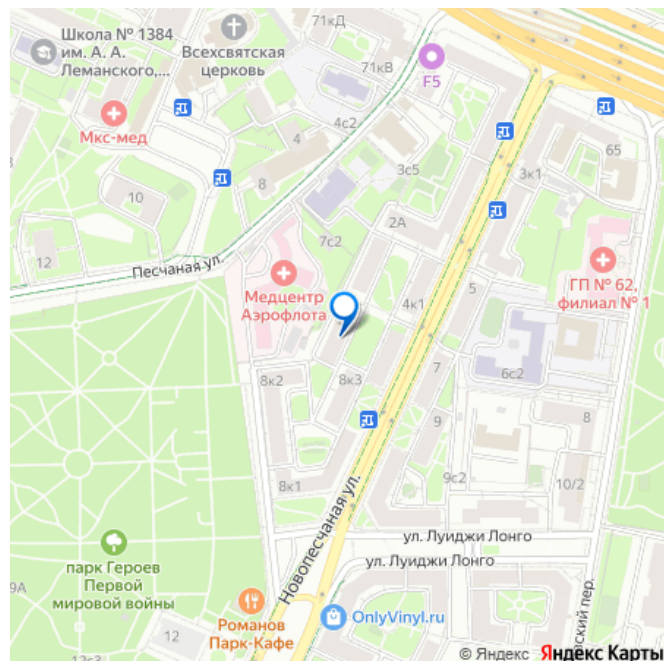 71кД
Школа № 1384
им. А. А.
Леманского,...
Всехсвятская
церковь
71кВ
F5
Мкс-мед
4с2
4
65
3с5
3к1
8
10
2А
7с2
12
Песчаная ул.
Медцентр
Аэрофлота
ГП № 62,
филиал № 1
5
4к1
7
6с2
8к2
8к3
9
8
9с2
10/2
8к1
Новопесчаная ул.
ул. Луиджи Лонго
ул. Луиджи Лонго
парк Героев
Первой
мировой войны
9А
Романов
Парк-Кафе
OnlyVinyl.ru
12
12с3
ский пер.
© Яндекс Яндекс Карты